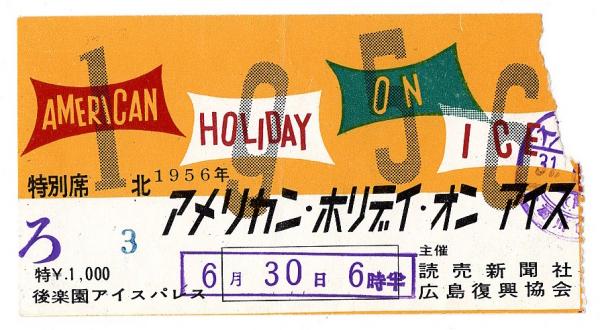 1956
AMERICAN
HOLIDAY
ON
ICE
特別席 北 1956年
アメリカン・ホリデイ・オン アイス
ろ 3
特¥.1,000
後楽園アイスパレス
6月30日6時半
主催
読売新聞社
広島復興協会
31